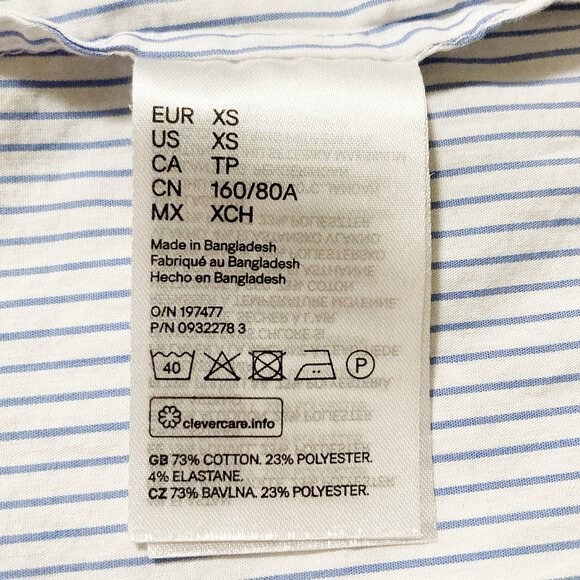 EUR XS
US XS
CA TP
CN 160/80A
MX XCH
Made in Bangladesh
Fabriqué au Bangladesh
Hecho en Bangladesh
O/N 197477
P/N 0932278 3
40 P
clevercare.info
GB 73% COTTON. 23% POLYESTER.
4% ELASTANE.
CZ 73% BAVLNA. 23% POLYESTER.